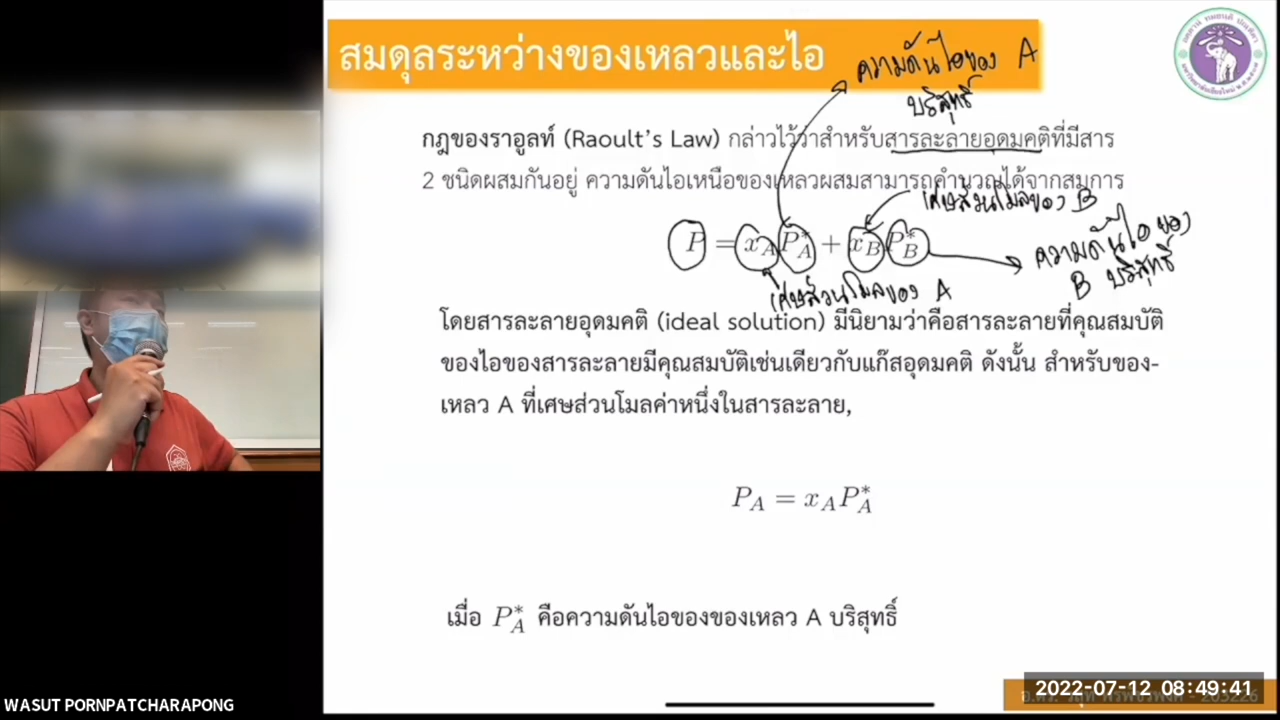 สมดุลระหว่างของเหลวและไอ
ความดันไอของ A
บริสุทธิ์
กฎของราอูลท์ (Raoult's Law) กล่าวไว้ว่าสำหรับสารละลายอุดมคติที่มีสาร
2 ชนิดผสมกันอยู่ ความดันไอเหนือของเหลวผสมสามารถคำนวณได้จากสมการ
เศษส่วนโมลของ B
P = x_A P_A^* + x_B P_B^*
ความดันไอของ
B บริสุทธิ์
เศษส่วนโมลของ A
โดยสารละลายอุดมคติ (ideal solution) มีนิยามว่าคือสารละลายที่คุณสมบัติ
ของไอของสารละลายมีคุณสมบัติเช่นเดียวกับแก๊สอุดมคติ ดังนั้น สำหรับของ-
เหลว A ที่เศษส่วนโมลค่าหนึ่งในสารละลาย,
P_A = x_A P_A^*
เมื่อ P_A^* คือความดันไอของของเหลว A บริสุทธิ์
2022-07-12 08:49:41
WASUT PORNPATCHARAPONG